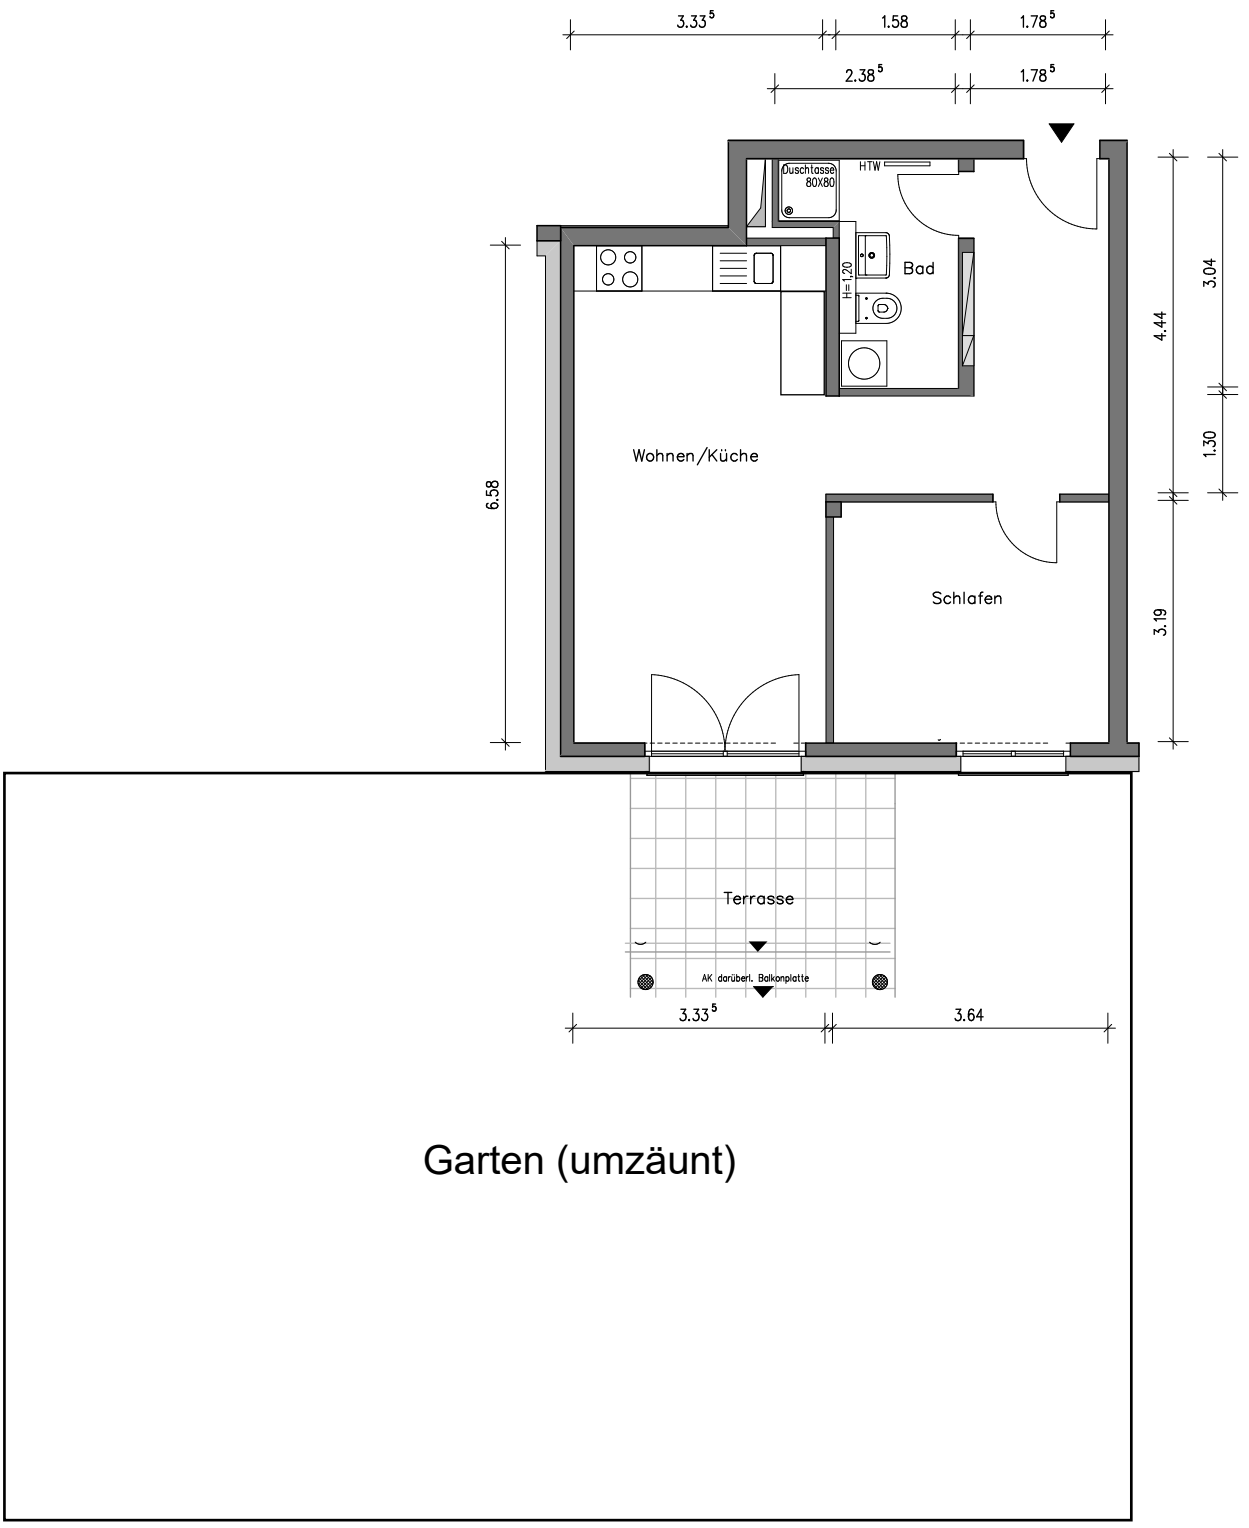 3.33⁵ 1.58 1.78⁵
2.38⁵ 1.78⁵
Duschtasse
80X80
HTW
Bad
H=1,20
3.04
4.44
Wohnen/Küche
1.30
6.58
Schlafen
3.19
Terrasse
AK darüberl. Balkonplatte
3.33⁵ 3.64
Garten (umzäunt)